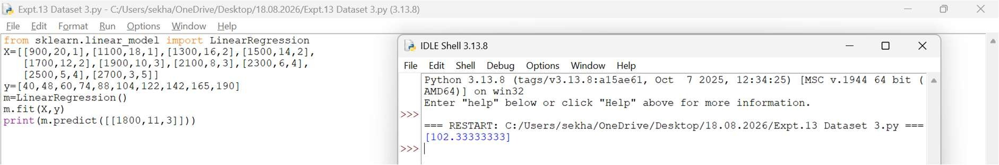 Expt.13 Dataset 3.py - C:/Users/sekha/OneDrive/Desktop/18.08.2026/Expt.13 Dataset 3.py (3.13.8)
File Edit Format Run Options Window Help
from sklearn.linear_model import LinearRegression
X=[[900,20,1],[1100,18,1],[1300,16,2],[1500,14,2],
[1700,12,2],[1900,10,3],[2100,8,3],[2300,6,4],
[2500,5,4],[2700,3,5]]
y=[40,48,60,74,88,104,122,142,165,190]
m=LinearRegression()
m.fit(X,y)
print(m.predict([[1800,11,3]]))
IDLE Shell 3.13.8
File Edit Shell Debug Options Window Help
Python 3.13.8 (tags/v3.13.8:a15ae61, Oct 7 2025, 12:34:25) [MSC v.1944 64 bit (
AMD64)] on win32
Enter "help" below or click "Help" above for more information.
>>>
=== RESTART: C:/Users/sekha/OneDrive/Desktop/18.08.2026/Expt.13 Dataset 3.py ===
[102.33333333]
>>>